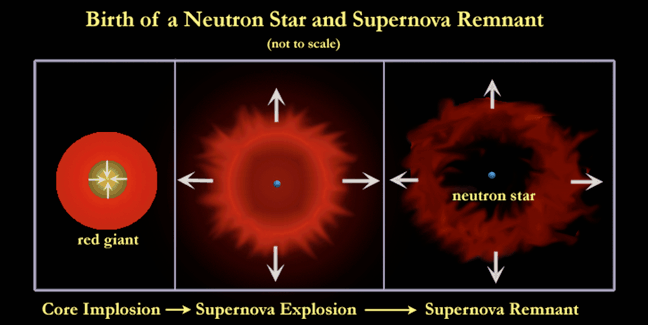 Birth of a Neutron Star and Supernova Remnant
(not to scale)
red giant
neutron star
Core Implosion → Supernova Explosion → Supernova Remnant